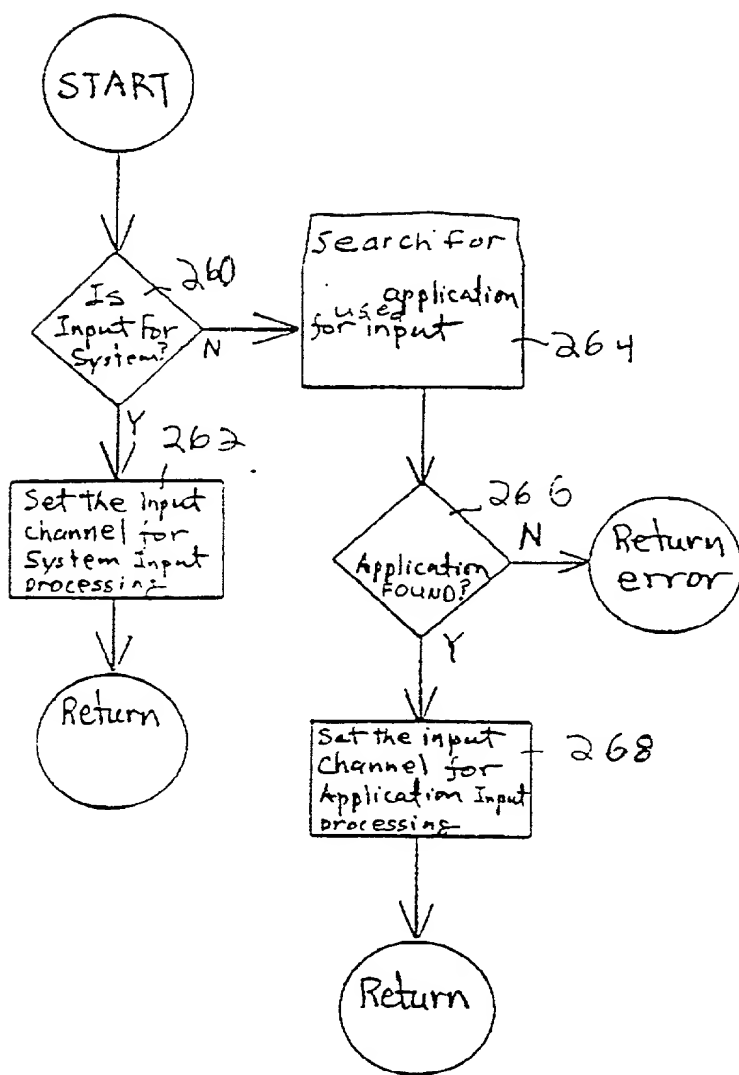 START
260
Is
Input For
System?
N
Y
Search for
used application
for input
264
262
Set the Input
channel for
System Input
processing
Return
266
Application
FOUND?
N
Return
error
Y
Set the input
Channel for
Application Input
processing
268
Return